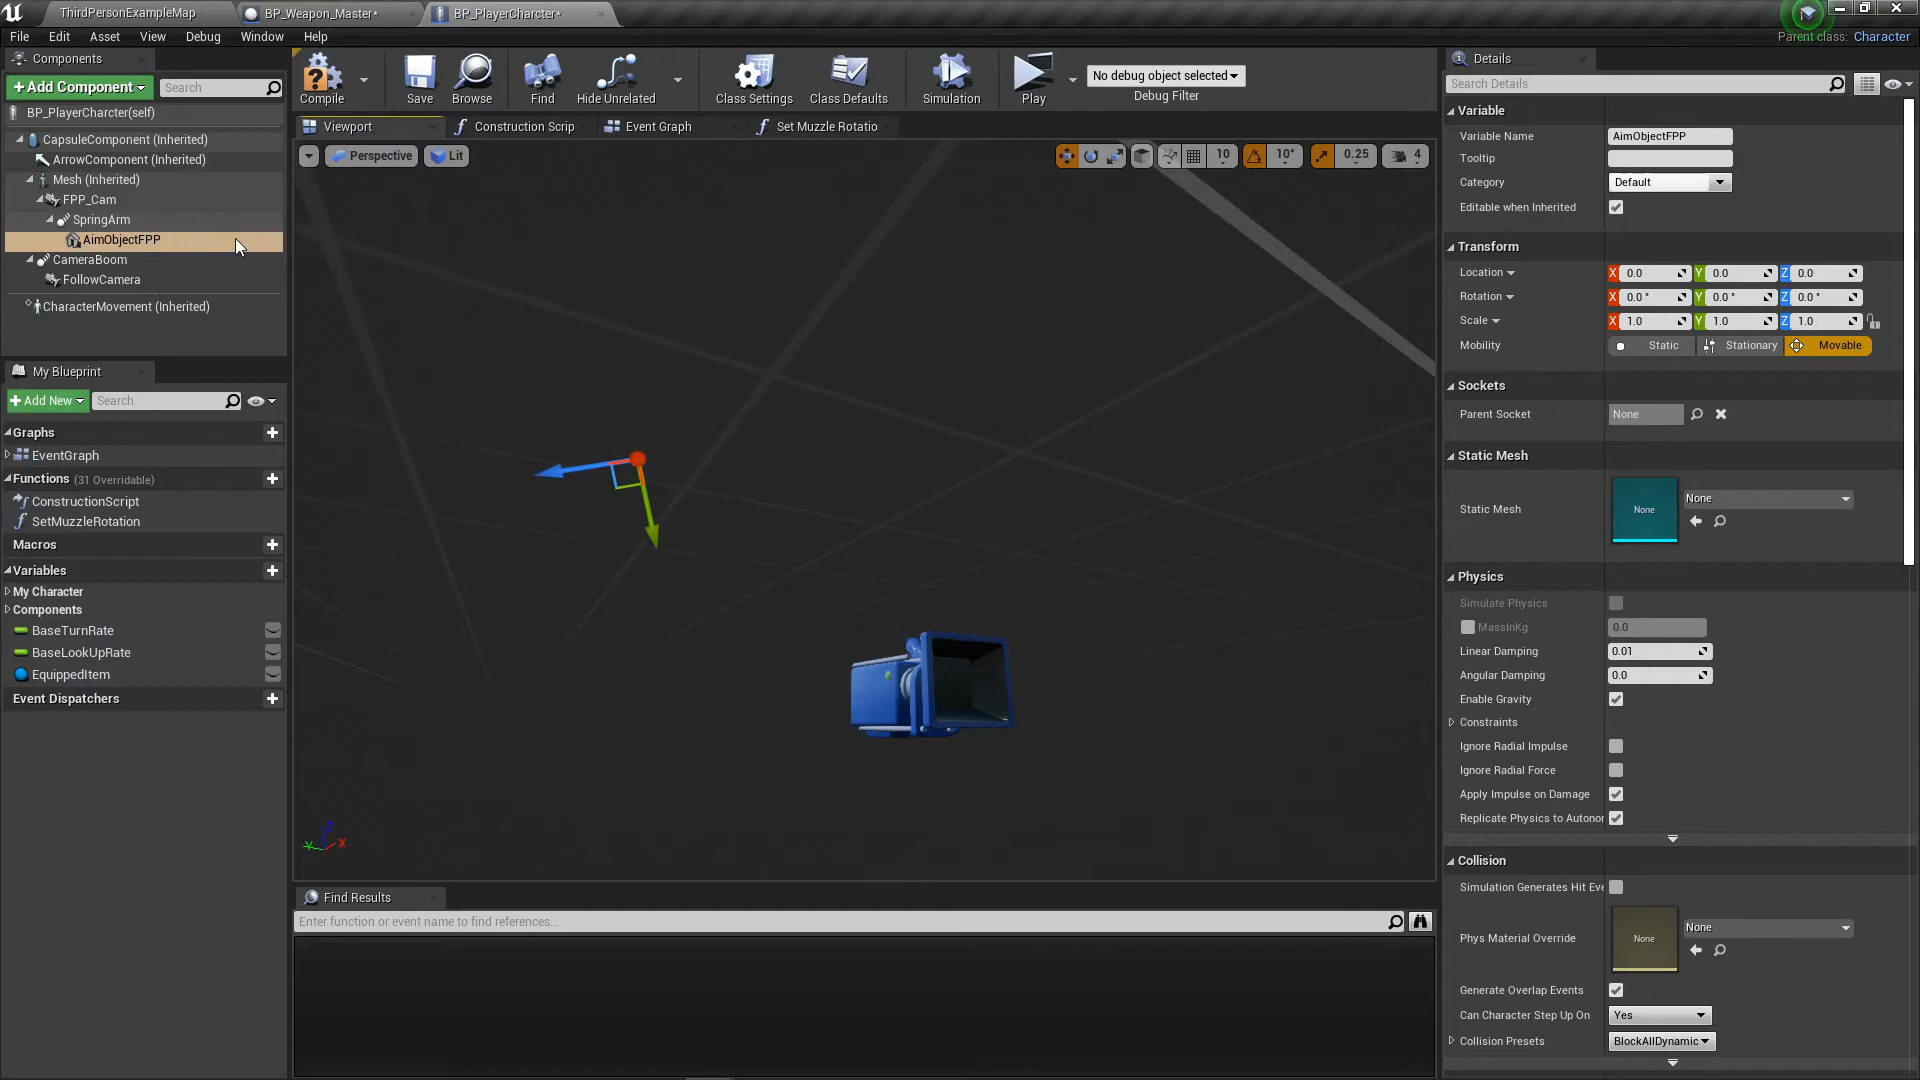 ThirdPersonExampleMap
BP_Weapon_Master*
BP_PlayerCharcter*
File
Edit
Asset
View
Debug
Window
Help
Parent class: Character
Components
+Add Component
Search
BP_PlayerCharcter(self)
CapsuleComponent (Inherited)
ArrowComponent (Inherited)
Mesh (Inherited)
FPP_Cam
SpringArm
AimObjectFPP
CameraBoom
FollowCamera
CharacterMovement (Inherited)
My Blueprint
+Add New
Search
Graphs
EventGraph
Functions (31 Overridable)
ConstructionScript
SetMuzzleRotation
Macros
Variables
My Character
Components
BaseTurnRate
BaseLookUpRate
EquippedItem
Event Dispatchers
Compile
Save
Browse
Find
Hide Unrelated
Class Settings
Class Defaults
Simulation
Play
No debug object selected
Debug Filter
Viewport
Construction Scrip
Event Graph
Set Muzzle Rotatio
Perspective
Lit
10
10°
0.25
4
Z
X
Y
Find Results
Enter function or event name to find references...
Details
Search Details
Variable
Variable Name AimObjectFPP
Tooltip
Category Default
Editable when Inherited
Transform
Location X 0.0 Y 0.0 Z 0.0
Rotation X 0.0 ° Y 0.0 ° Z 0.0 °
Scale X 1.0 Y 1.0 Z 1.0
Mobility Static Stationary Movable
Sockets
Parent Socket None
Static Mesh
Static Mesh None None
Physics
Simulate Physics
MassInKg 0.0
Linear Damping 0.01
Angular Damping 0.0
Enable Gravity
Constraints
Ignore Radial Impulse
Ignore Radial Force
Apply Impulse on Damage
Replicate Physics to Autonor
Collision
Simulation Generates Hit Eve
Phys Material Override None None
Generate Overlap Events
Can Character Step Up On Yes
Collision Presets BlockAllDynamic